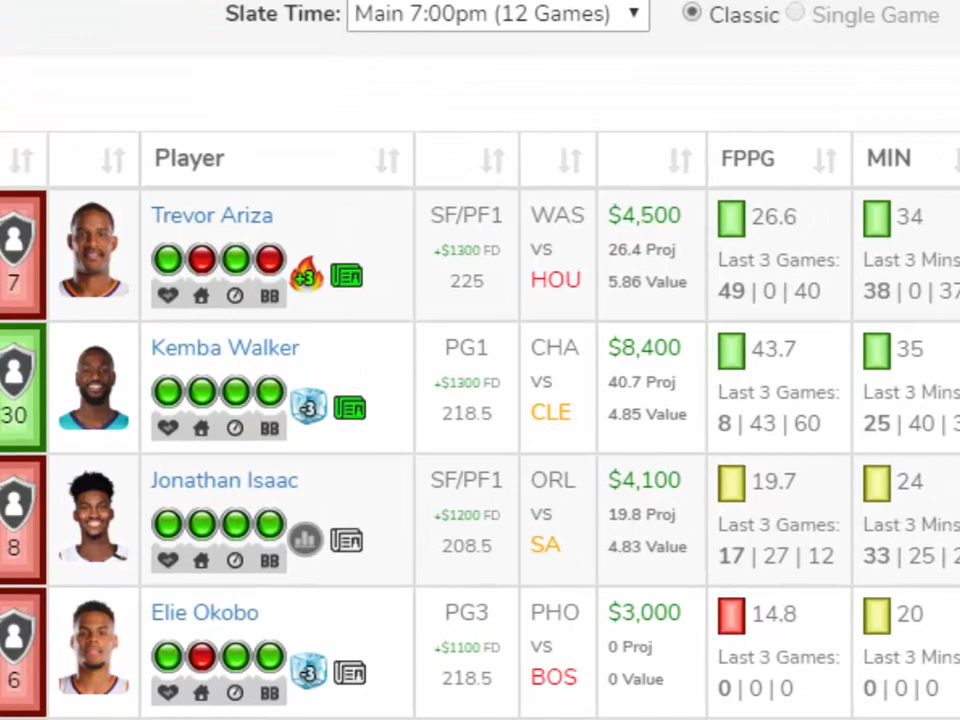 Slate Time: Main 7:00pm (12 Games) Classic Single Game
Player FPPG MIN
7
Trevor Ariza
+3
BB
SF/PF1
+$1300 FD
225
WAS
VS
HOU
$4,500
26.4 Proj
5.86 Value
26.6
Last 3 Games:
49 | 0 | 40
34
Last 3 Mins
38 | 0 | 37
30
Kemba Walker
-3
BB
PG1
+$1300 FD
218.5
CHA
VS
CLE
$8,400
40.7 Proj
4.85 Value
43.7
Last 3 Games:
8 | 43 | 60
35
Last 3 Mins
25 | 40 | 3
8
Jonathan Isaac
BB
SF/PF1
+$1200 FD
208.5
ORL
VS
SA
$4,100
19.8 Proj
4.83 Value
19.7
Last 3 Games:
17 | 27 | 12
24
Last 3 Mins
33 | 25 | 2
6
Elie Okobo
-3
BB
PG3
+$1100 FD
218.5
PHO
VS
BOS
$3,000
0 Proj
0 Value
14.8
Last 3 Games:
0 | 0 | 0
20
Last 3 Mins
0 | 0 | 0